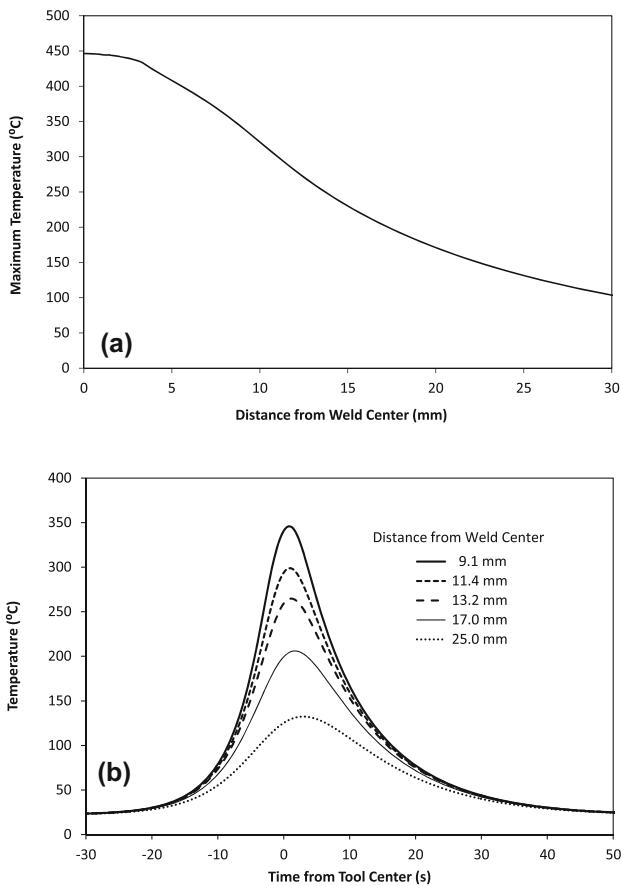 500
450
400
350
300
250
200
150
100
50
0
Maximum Temperature (⁰C)
(a)
0 5 10 15 20 25 30
Distance from Weld Center (mm)
400
350
300
250
200
150
100
50
0
Temperature (⁰C)
Distance from Weld Center
9.1 mm
11.4 mm
13.2 mm
17.0 mm
25.0 mm
(b)
-30 -20 -10 0 10 20 30 40 50
Time from Tool Center (s)